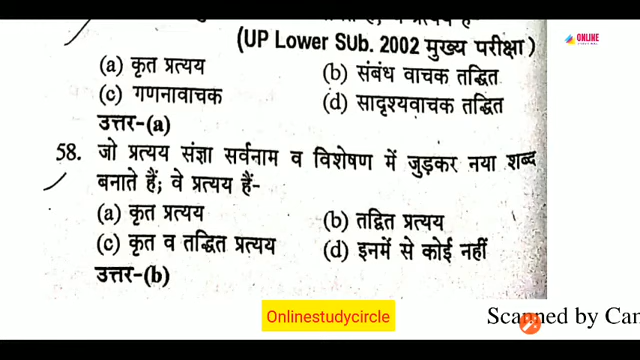 (UP Lower SUb. 2002 मुख्य परीक्षा)
(a) कृत प्रत्यय (b) संबंध वाचक तद्धित
(c) गणनावाचक (d) सादृश्यवाचक तद्धित
उत्तर-(a)
58. जो प्रत्यय संज्ञा सर्वनाम व विशेषण में जुड़कर नया शब्द
बनाते हैं; वे प्रत्यय हैं-
(a) कृत प्रत्यय (b) तद्वित प्रत्यय
(c) कृत व तद्धित प्रत्यय (d) इनमें से कोई नहीं
उत्तर-(b)
ONLINE
Onlinestudycircle
Scanned by Cam